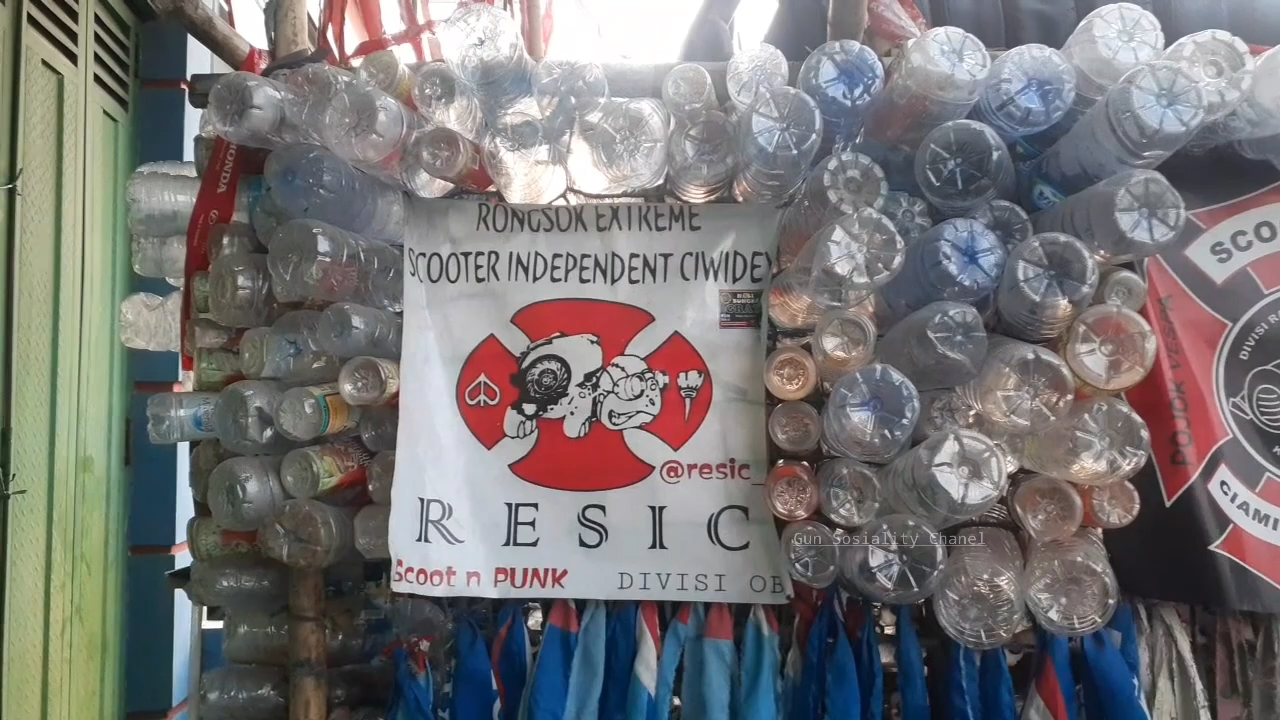 RONGSOK EXTREME
SCOOTER INDEPENDENT CIWIDEY
@resic_
RESIC
Scoot n PUNK
DIVISI OB
HONDA
SCO
DIVISI R
POJOK VESPA
CIAMI
Gun Sosiality Chanel